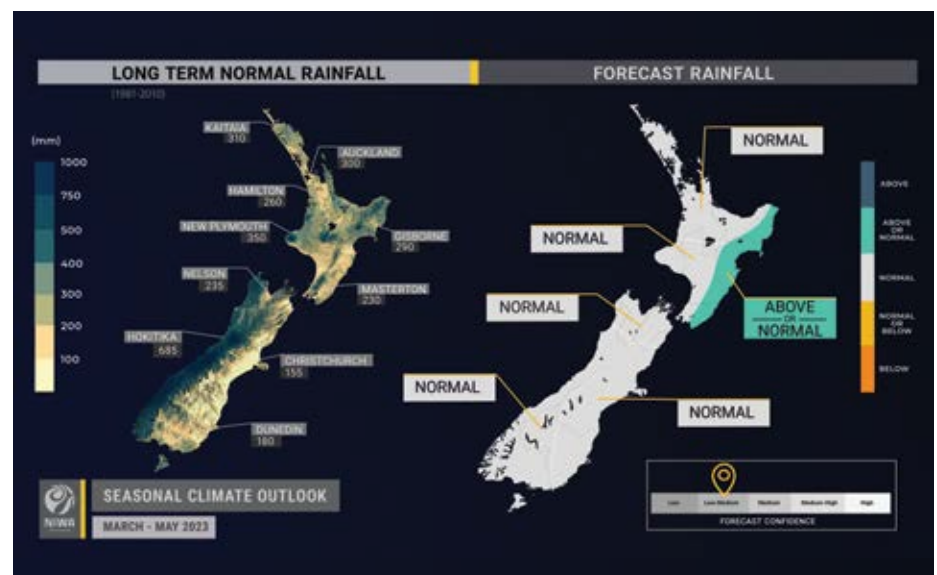 LONG TERM NORMAL RAINFALL
(1981-2010)
(mm)
1000
750
500
400
300
200
100
KAITAIA
310
AUCKLAND
300
HAMILTON
260
NEW PLYMOUTH
350
GISBORNE
290
NELSON
235
MASTERTON
230
HOKITIKA
685
CHRISTCHURCH
155
DUNEDIN
180
FORECAST RAINFALL
NORMAL
NORMAL
NORMAL
NORMAL
NORMAL
ABOVE
OR
NORMAL
ABOVE
ABOVE
OR
NORMAL
NORMAL
NORMAL
OR
BELOW
BELOW
NIWA
SEASONAL CLIMATE OUTLOOK
MARCH - MAY 2023
Low
Low-Medium
Medium
Medium-High
High
FORECAST CONFIDENCE